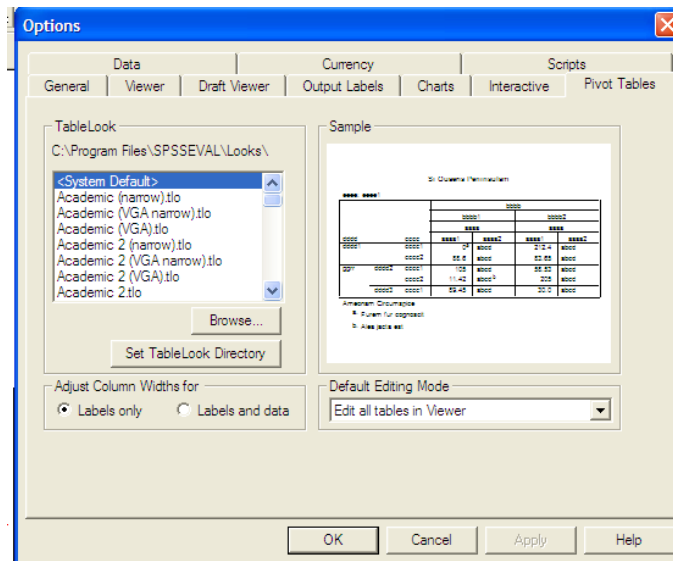 Options
Data Currency Scripts
General Viewer Draft Viewer Output Labels Charts Interactive Pivot Tables
TableLook
C:\Program Files\SPSSEVAL\Looks\
<System Default>
Academic (narrow).tlo
Academic (VGA narrow).tlo
Academic (VGA).tlo
Academic 2 (narrow).tlo
Academic 2 (VGA narrow).tlo
Academic 2 (VGA).tlo
Academic 2.tlo
Browse...
Set TableLook Directory
Sample
Adjust Column Widths for
Labels only Labels and data
Default Editing Mode
Edit all tables in Viewer
OK Cancel Apply Help